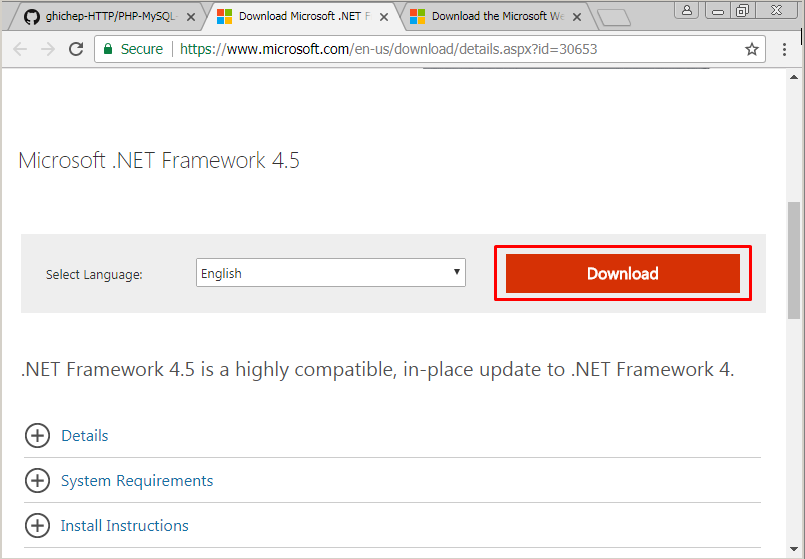 ghichep-HTTP/PHP-MySQL-
Download Microsoft .NET F
Download the Microsoft We
Secure
https://www.microsoft.com/en-us/download/details.aspx?id=30653
Microsoft .NET Framework 4.5
Select Language:
English
Download
.NET Framework 4.5 is a highly compatible, in-place update to .NET Framework 4.
Details
System Requirements
Install Instructions